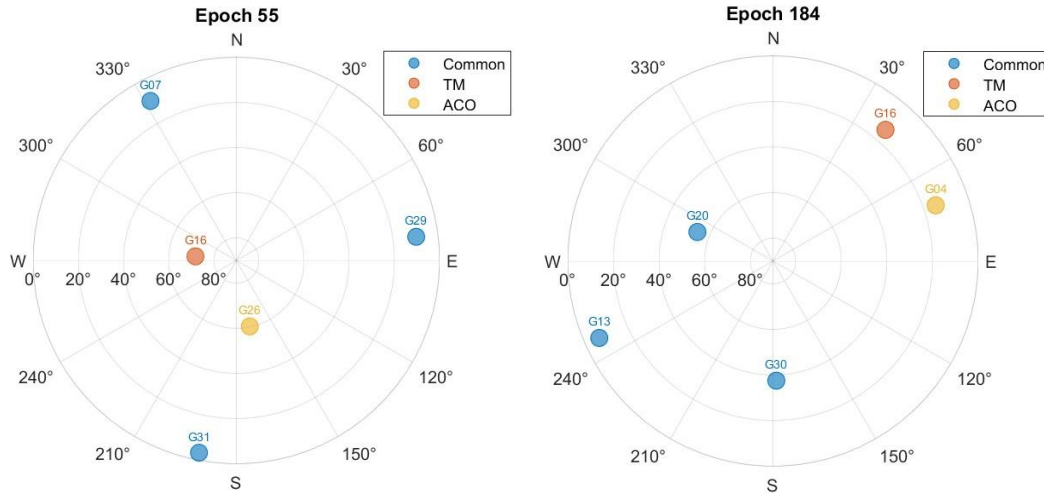 Epoch 55
N
330°
30°
300°
60°
W
E
0°
20°
40°
60°
80°
240°
120°
210°
150°
S
G07
G29
G16
G26
G31
Common
TM
ACO
Epoch 184
N
330°
30°
300°
60°
W
E
0°
20°
40°
60°
80°
240°
120°
210°
150°
S
G16
G04
G20
G13
G30
Common
TM
ACO